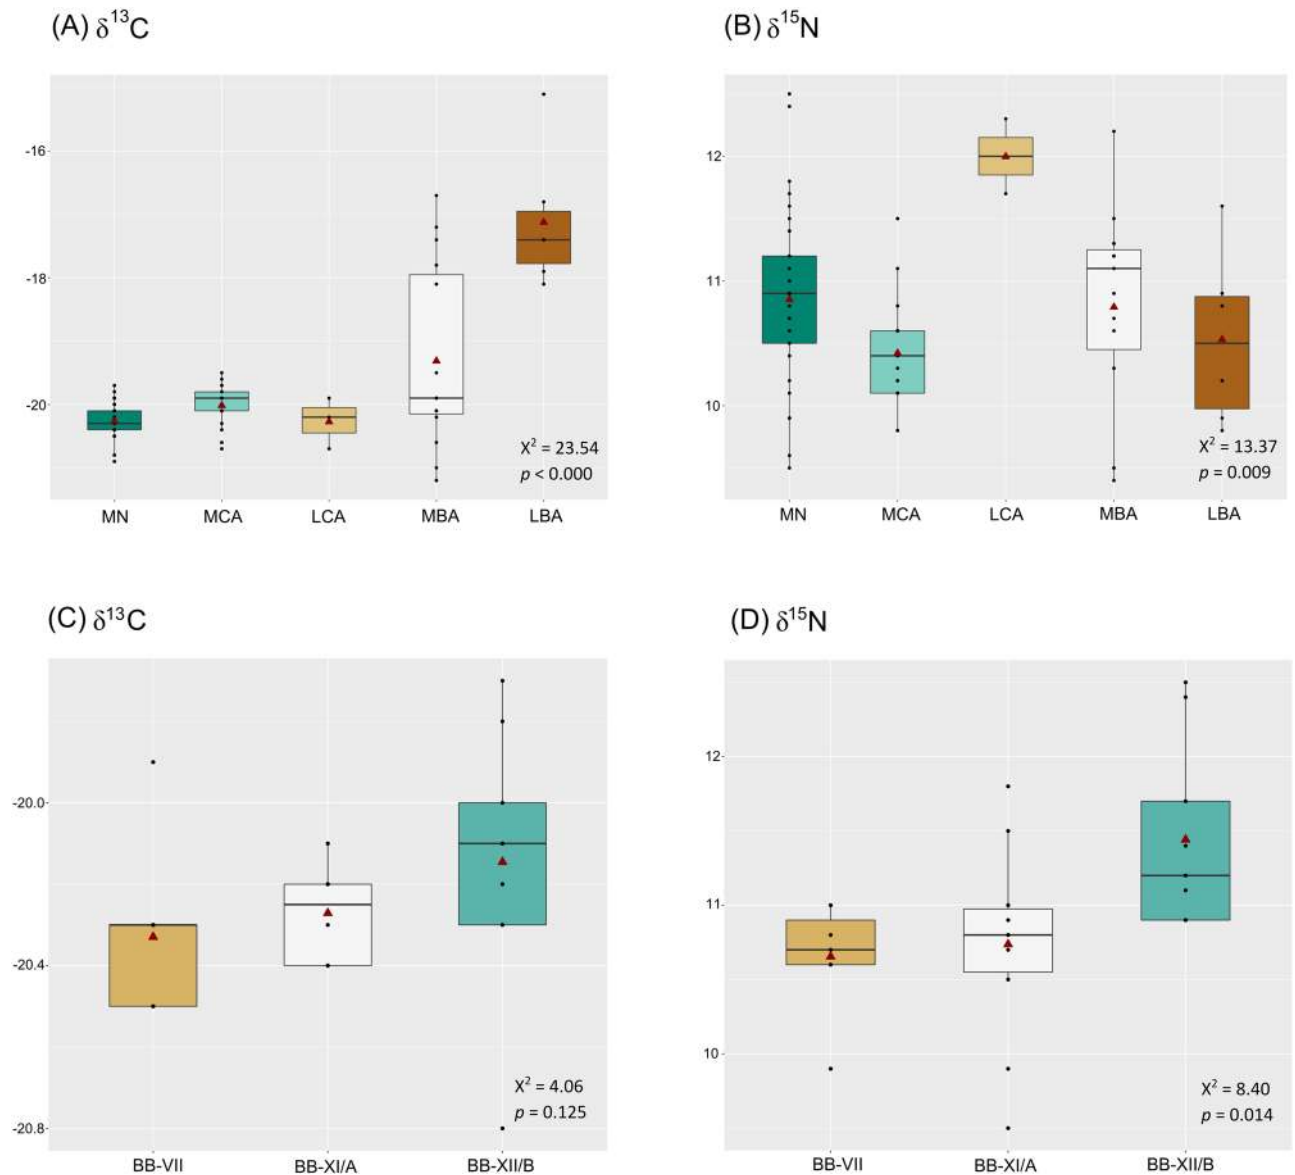 (A) δ¹³C
-16
-18
-20
X² = 23.54
p < 0.000
MN MCA LCA MBA LBA
(B) δ¹⁵N
12
11
10
X² = 13.37
p = 0.009
MN MCA LCA MBA LBA
(C) δ¹³C
-20.0
-20.4
-20.8
X² = 4.06
p = 0.125
BB-VII BB-XI/A BB-XII/B
(D) δ¹⁵N
12
11
10
X² = 8.40
p = 0.014
BB-VII BB-XI/A BB-XII/B